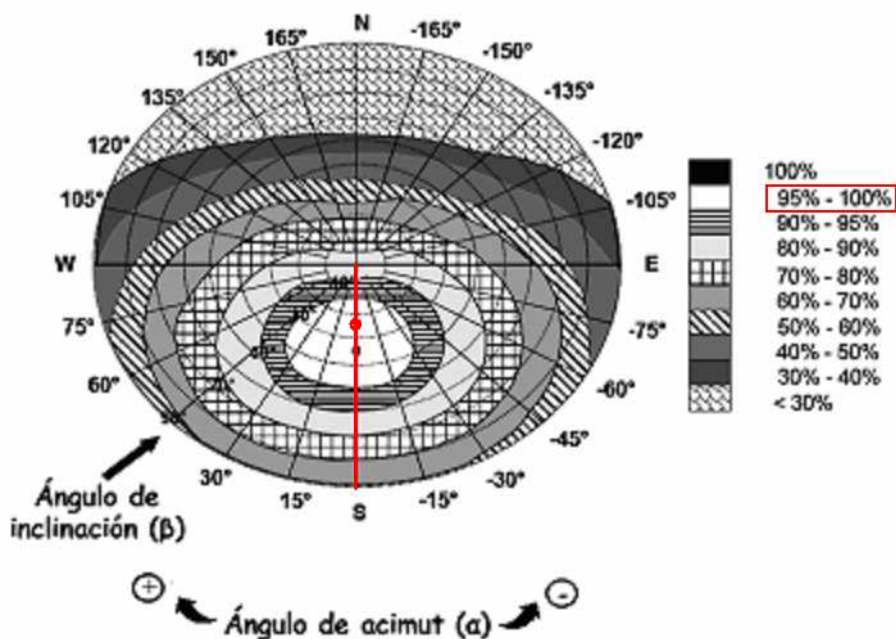 N
165°
-165°
150°
-150°
135°
-135°
120°
-120°
105°
-105°
W
E
75°
-75°
60°
-60°
-45°
30°
-30°
15°
-15°
S
Ángulo de
inclinación (β)
+
-
Ángulo de acimut (α)
100%
95% - 100%
90% - 95%
80% - 90%
70% - 80%
60% - 70%
50% - 60%
40% - 50%
30% - 40%
< 30%